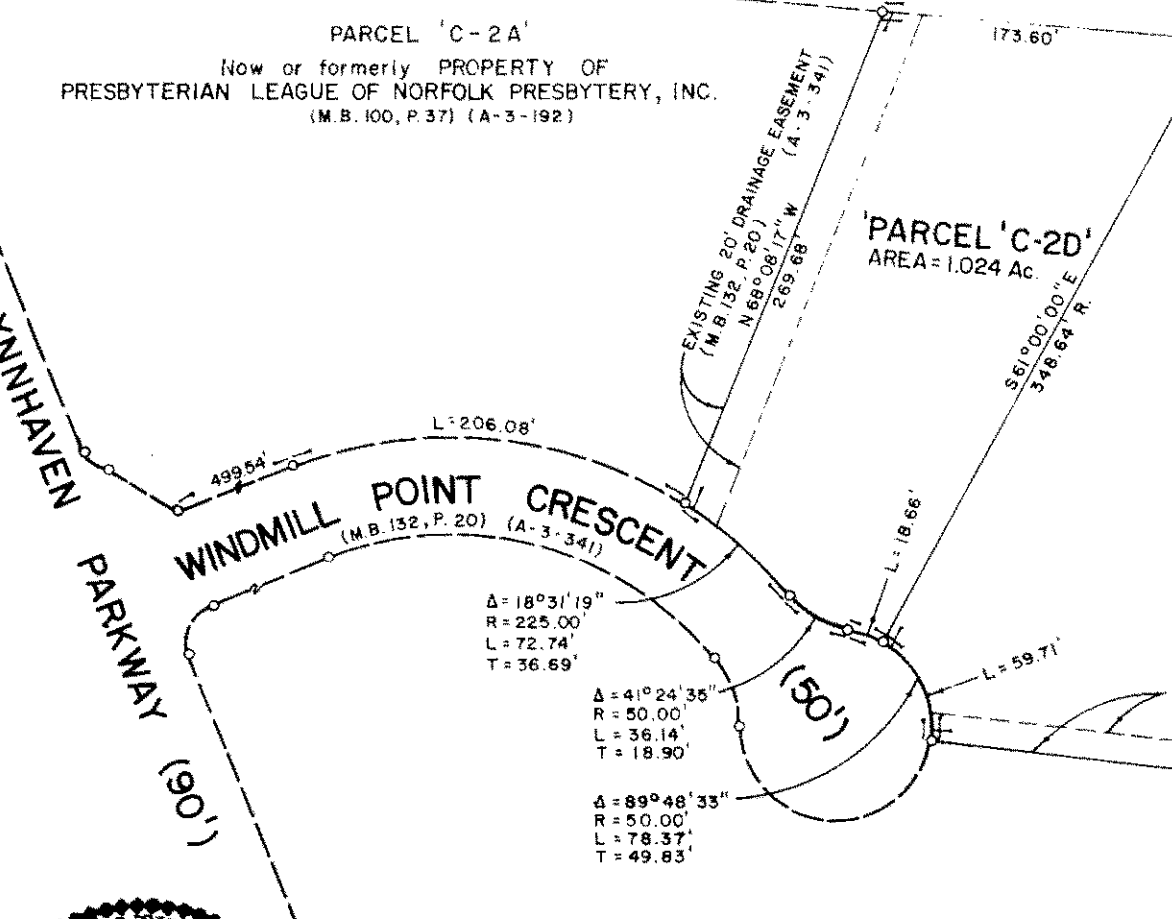 PARCEL 'C-2A'
Now or formerly PROPERTY OF
PRESBYTERIAN LEAGUE OF NORFOLK PRESBYTERY, INC.
(M.B. 100, P. 37) (A-3-192)
173.60'
EXISTING 20' DRAINAGE EASEMENT
(M.B. 132, P. 20) (A-3-341)
N 68°08'17" W
269.68'
'PARCEL 'C-2D'
AREA = 1.024 Ac.
S 61°00'00" E
348.64' R.
YNNHAVEN PARKWAY (90')
499.54'
L=206.08'
WINDMILL POINT CRESCENT
(M.B. 132, P. 20) (A-3-341)
L=18.66'
Δ=18°31'19"
R=225.00'
L=72.74'
T=36.69'
L=59.71'
(50')
Δ=41°24'35"
R=50.00'
L=36.14'
T=18.90'
Δ=89°48'33"
R=50.00'
L=78.37'
T=49.83'